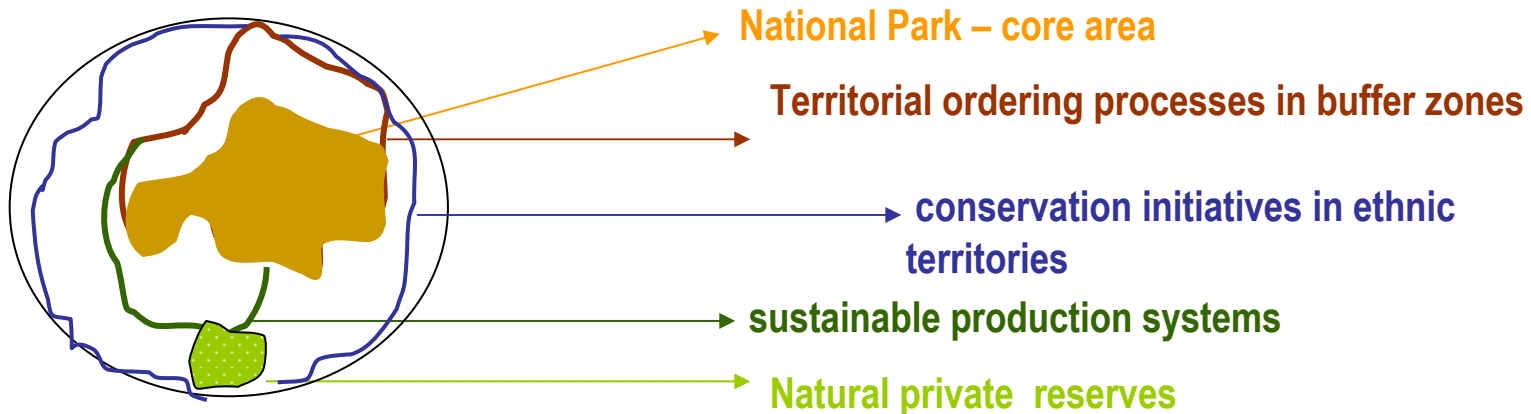 National Park – core area
Territorial ordering processes in buffer zones
conservation initiatives in ethnic
territories
sustainable production systems
Natural private reserves